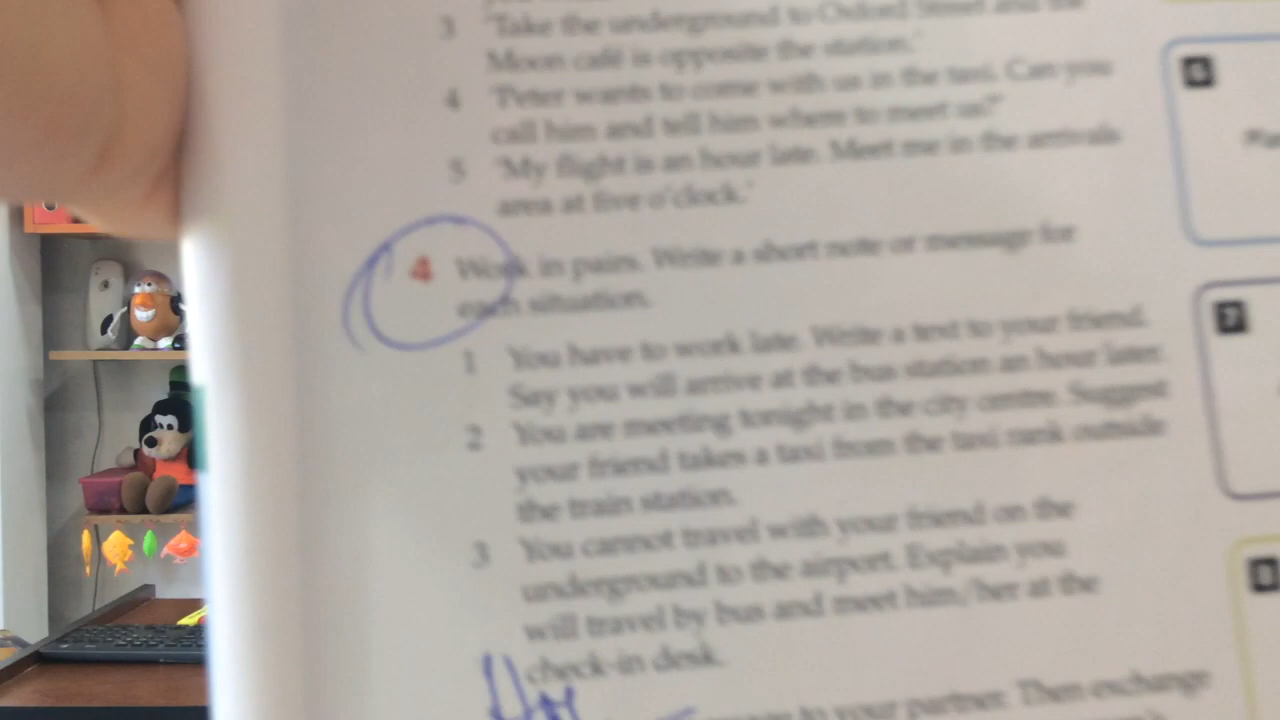 3 'Take the underground to Oxford Street and the
Moon café is opposite the station.'
4 'Peter wants to come with us in the taxi. Can you
call him and tell him where to meet us?'
5 'My flight is an hour late. Meet me in the arrivals
area at five o'clock.'
4 Work in pairs. Write a short note or message for
each situation.
1 You have to work late. Write a text to your friend.
Say you will arrive at the bus station an hour later.
2 You are meeting tonight in the city centre. Suggest
your friend takes a taxi from the taxi rank outside
the train station.
3 You cannot travel with your friend on the
underground to the airport. Explain you
will travel by bus and meet him/her at the
check-in desk.
to your partner. Then exchange
6
7